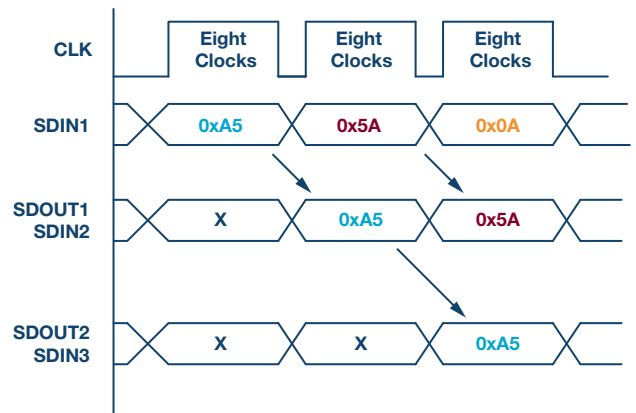 CLK
Eight
Clocks
Eight
Clocks
Eight
Clocks
SDIN1
0xA5
0x5A
0x0A
SDOUT1
SDIN2
X
0xA5
0x5A
SDOUT2
SDIN3
X
X
0xA5